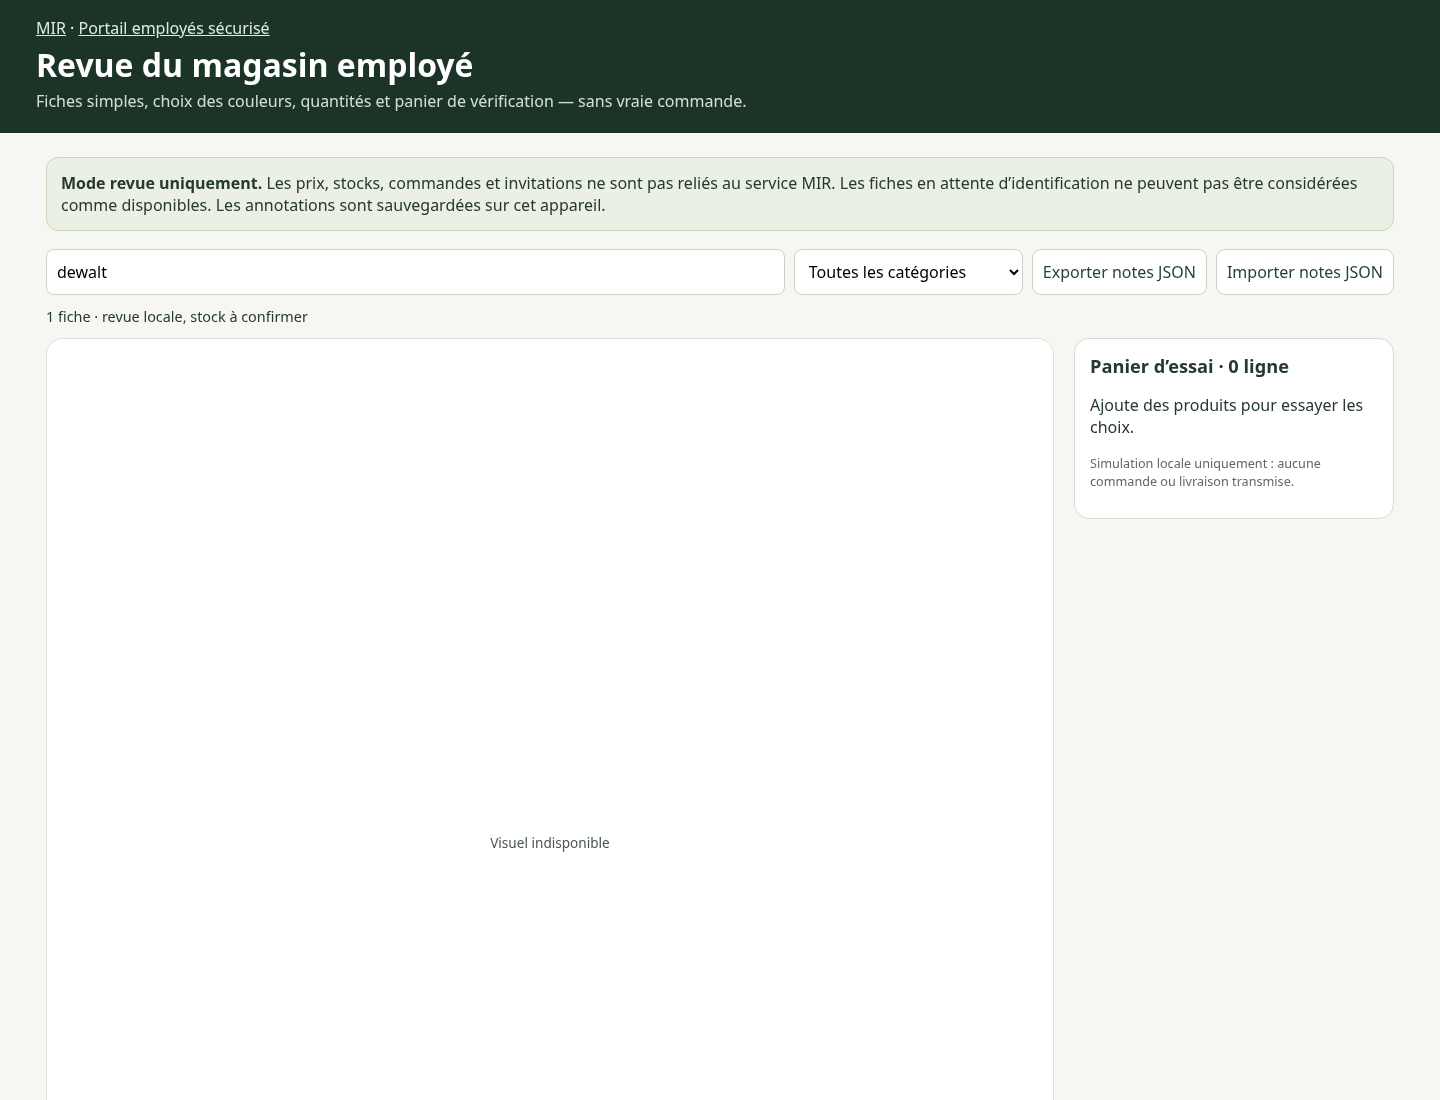 MIR · Portail employés sécurisé
Revue du magasin employé
Fiches simples, choix des couleurs, quantités et panier de vérification — sans vraie commande.
Mode revue uniquement. Les prix, stocks, commandes et invitations ne sont pas reliés au service MIR. Les fiches en attente d’identification ne peuvent pas être considérées
comme disponibles. Les annotations sont sauvegardées sur cet appareil.
dewalt
Toutes les catégories
Exporter notes JSON
Importer notes JSON
1 fiche · revue locale, stock à confirmer
Visuel indisponible
Panier d’essai · 0 ligne
Ajoute des produits pour essayer les
choix.
Simulation locale uniquement : aucune
commande ou livraison transmise.